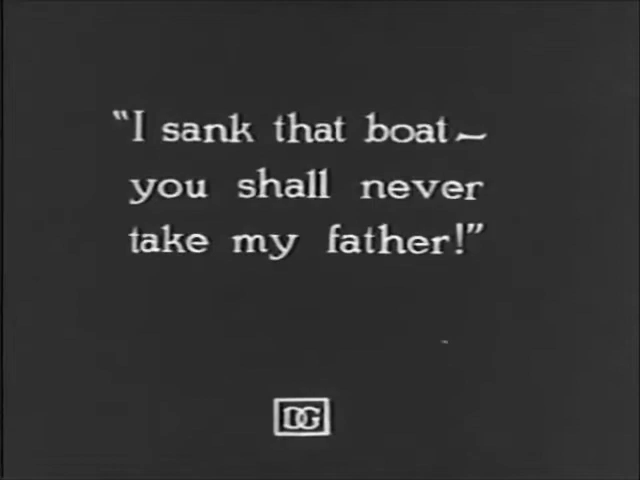 "I sank that boat—
you shall never
take my father!"
DG